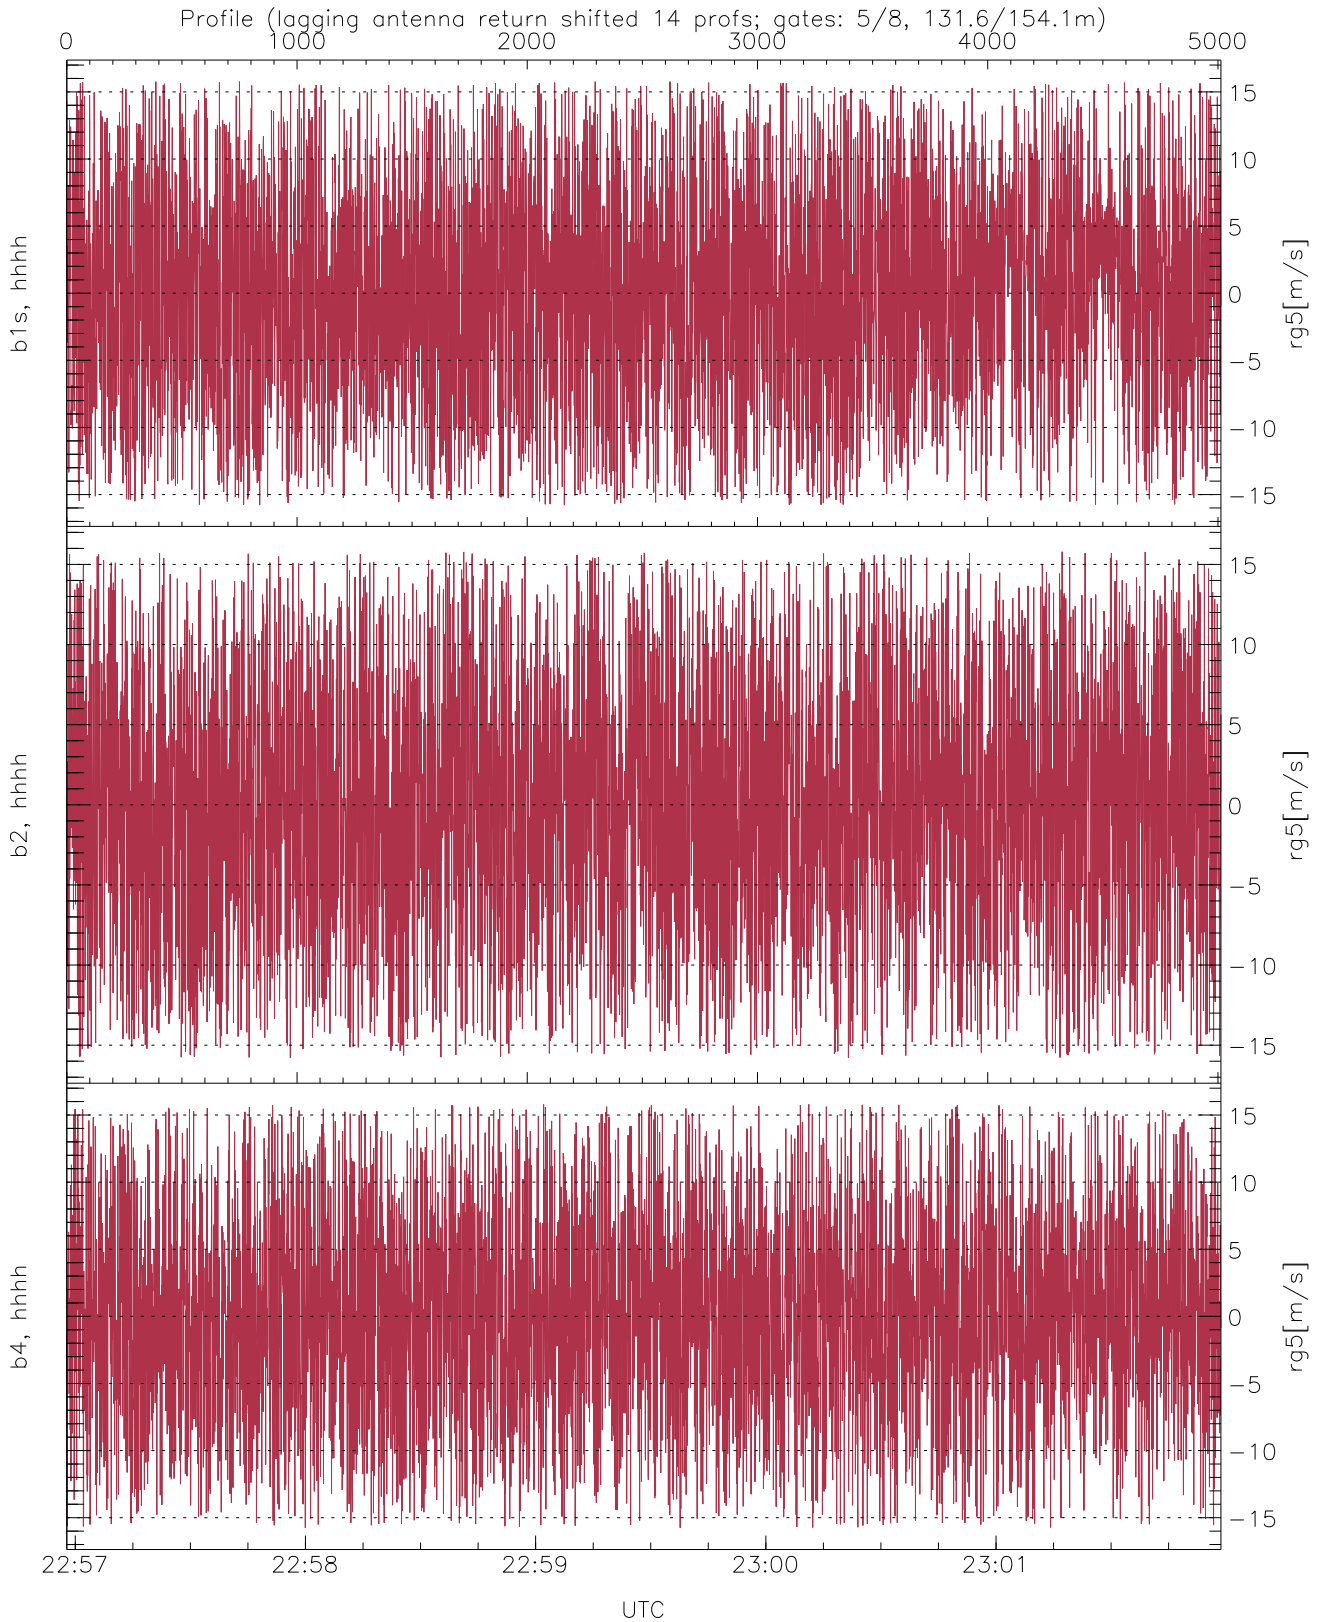 Profile (lagging antenna return shifted 14 profs; gates: 5/8, 131.6/154.1m)
0 1000 2000 3000 4000 5000
15
10
5
0
-5
-10
-15
b1s, hhhh
rg5[m/s]
15
10
5
0
-5
-10
-15
b2, hhhh
rg5[m/s]
15
10
5
0
-5
-10
-15
b4, hhhh
rg5[m/s]
22:57 22:58 22:59 23:00 23:01
UTC